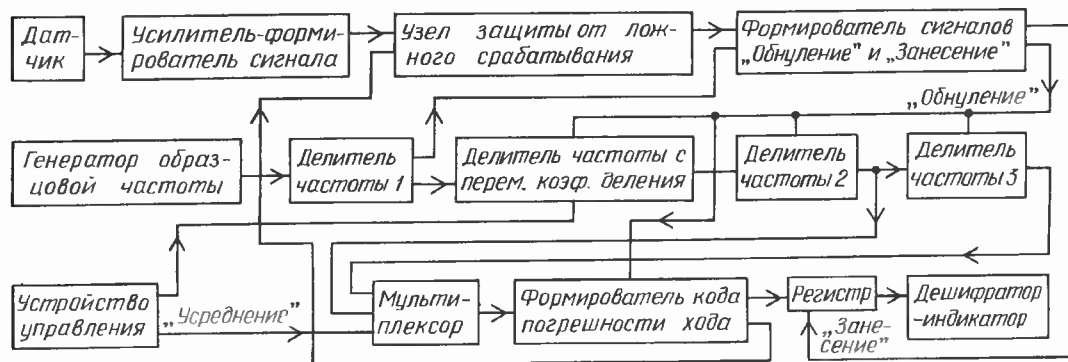 Дат-
чик
Усилитель-форми-
рователь сигнала
Узел защиты от лож-
ного срабатывания
Формирователь сигналов
„Обнуление" и „Занесение"
„Обнуление"
Генератор образ-
цовой частоты
Делитель
частоты 1
Делитель частоты с
перем. коэф. деления
Делитель
частоты 2
Делитель
частоты 3
Устройство
управления
„Усреднение"
Мульти-
плексор
Формирователь кода
погрешности хода
Регистр
Дешифратор
-индикатор
„Зане-
сение"